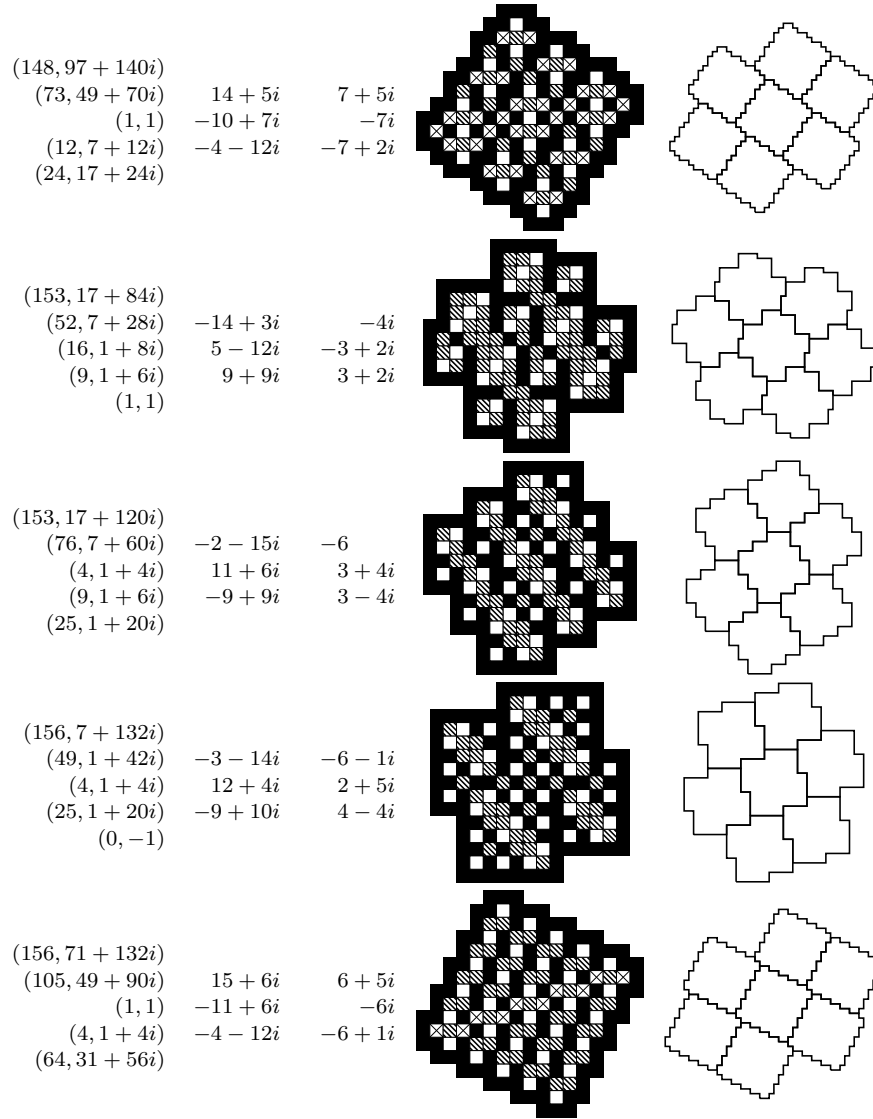 (148, 97 + 140i)
(73, 49 + 70i) 14 + 5i 7 + 5i
(1, 1) −10 + 7i −7i
(12, 7 + 12i) −4 − 12i −7 + 2i
(24, 17 + 24i)
(153, 17 + 84i)
(52, 7 + 28i) −14 + 3i −4i
(16, 1 + 8i) 5 − 12i −3 + 2i
(9, 1 + 6i) 9 + 9i 3 + 2i
(1, 1)
(153, 17 + 120i)
(76, 7 + 60i) −2 − 15i −6
(4, 1 + 4i) 11 + 6i 3 + 4i
(9, 1 + 6i) −9 + 9i 3 − 4i
(25, 1 + 20i)
(156, 7 + 132i)
(49, 1 + 42i) −3 − 14i −6 − 1i
(4, 1 + 4i) 12 + 4i 2 + 5i
(25, 1 + 20i) −9 + 10i 4 − 4i
(0, −1)
(156, 71 + 132i)
(105, 49 + 90i) 15 + 6i 6 + 5i
(1, 1) −11 + 6i −6i
(4, 1 + 4i) −4 − 12i −6 + 1i
(64, 31 + 56i)